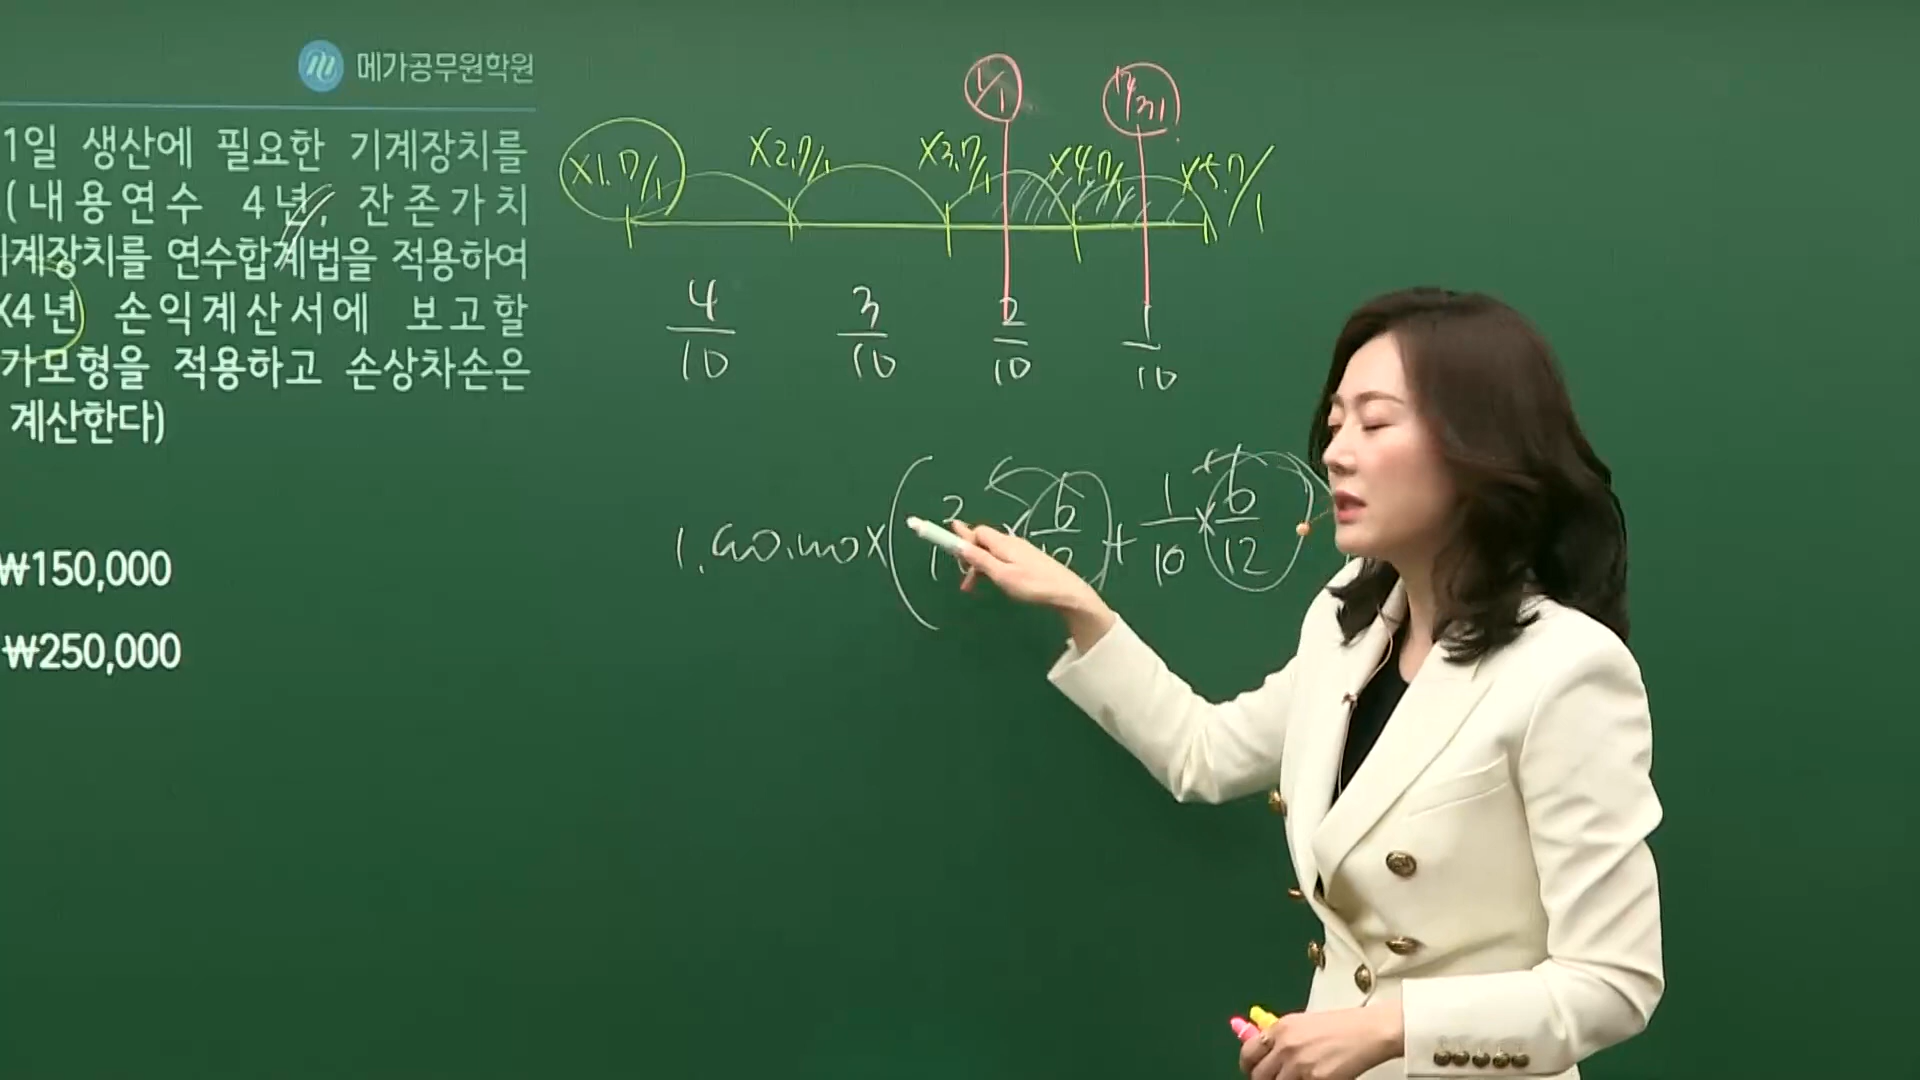 메가공무원학원
1일 생산에 필요한 기계장치를
(내용연수 4년, 잔존가치
계장치를 연수합계법을 적용하여
X4년 손익계산서에 보고할
가모형을 적용하고 손상차손은
계산한다)
₩150,000
₩250,000
1/1
12/31
X1.7/1 X2.7/1 X3.7/1 X4.7/1 X5.7/1
4/10 3/10 2/10 1/10
× 6 + 1/10 × 6/12